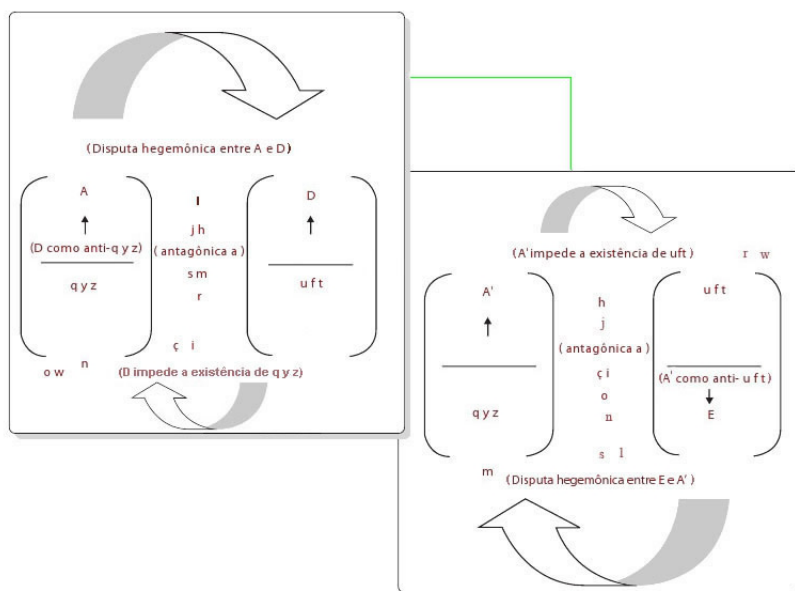 (Disputa hegemônica entre A e D)
A
l
D
j h
(D como anti-q y z)
(antagônica a)
q y z
s m
u f t
r
ç i
o w n
(D impede a existência de q y z)
(A' impede a existência de uft)
r w
A'
h
u f t
j
(antagônica a)
ç i
(A' como anti- u f t)
q y z
o
E
n
s l
m
(Disputa hegemônica entre E e A')